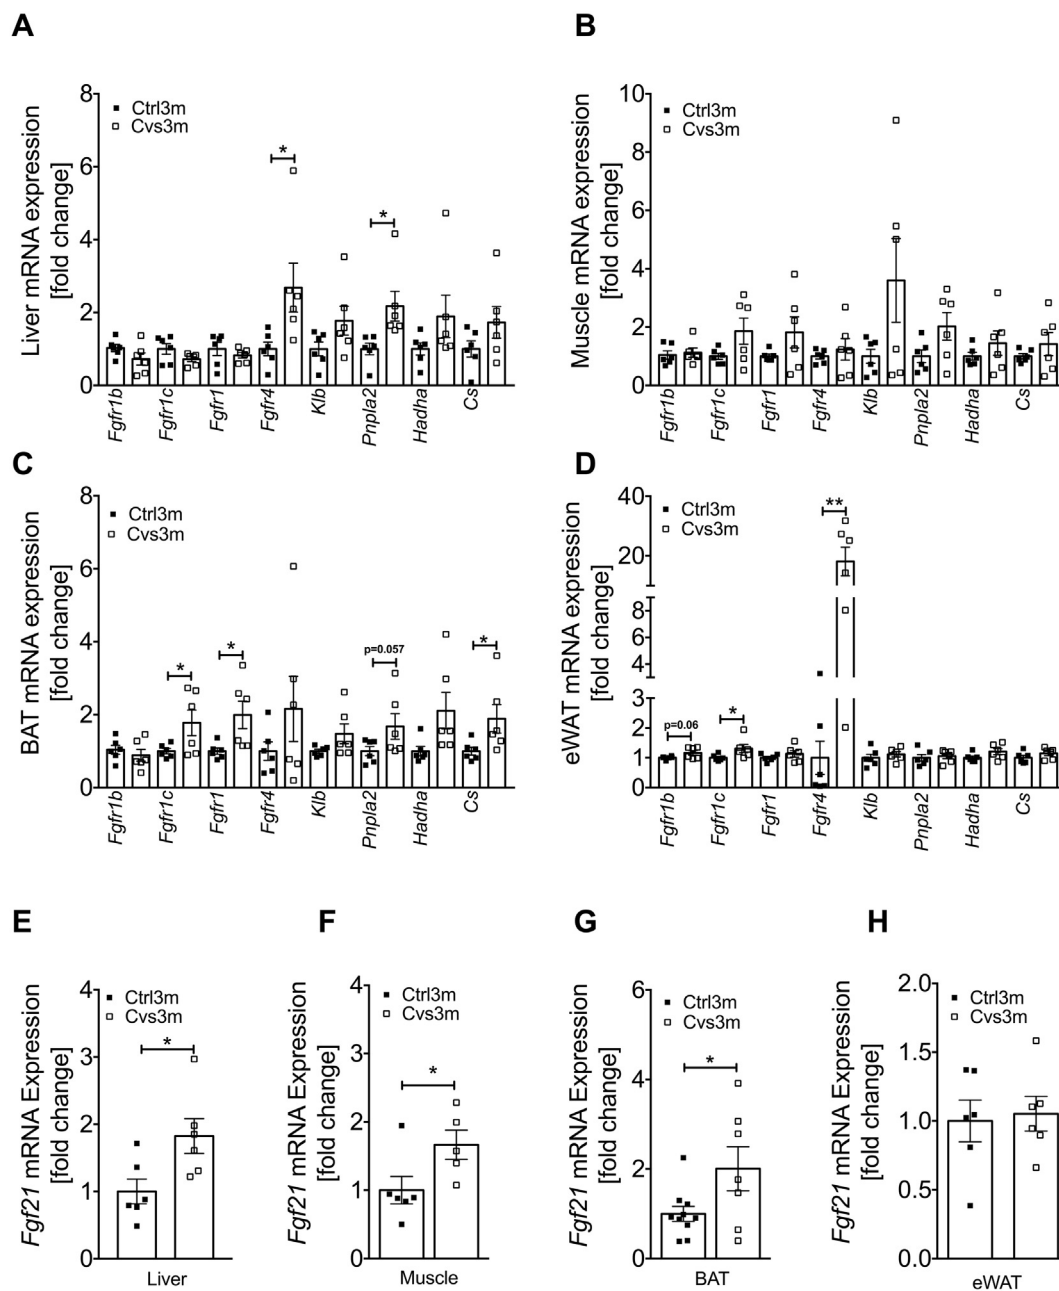 A
Liver mRNA expression
[fold change]
8
6
4
2
0
Ctrl3m
Cvs3m
*
*
Fgfr1b
Fgfr1c
Fgfr1
Fgfr4
Klb
Pnpla2
Hadha
Cs
B
Muscle mRNA expression
[fold change]
10
8
6
4
2
0
Ctrl3m
Cvs3m
Fgfr1b
Fgfr1c
Fgfr1
Fgfr4
Klb
Pnpla2
Hadha
Cs
C
BAT mRNA expression
[fold change]
8
6
4
2
0
Ctrl3m
Cvs3m
*
*
p=0.057
*
Fgfr1b
Fgfr1c
Fgfr1
Fgfr4
Klb
Pnpla2
Hadha
Cs
D
eWAT mRNA expression
[fold change]
40
20
8
6
4
3
2
1
0
Ctrl3m
Cvs3m
p=0.06
*
**
Fgfr1b
Fgfr1c
Fgfr1
Fgfr4
Klb
Pnpla2
Hadha
Cs
E
Fgf21 mRNA Expression
[fold change]
4
3
2
1
0
Ctrl3m
Cvs3m
*
Liver
F
Fgf21 mRNA Expression
[fold change]
4
3
2
1
0
Ctrl3m
Cvs3m
*
Muscle
G
Fgf21 mRNA Expression
[fold change]
6
4
2
0
Ctrl3m
Cvs3m
*
BAT
H
Fgf21 mRNA Expression
[fold change]
2.0
1.5
1.0
0.5
0.0
Ctrl3m
Cvs3m
eWAT